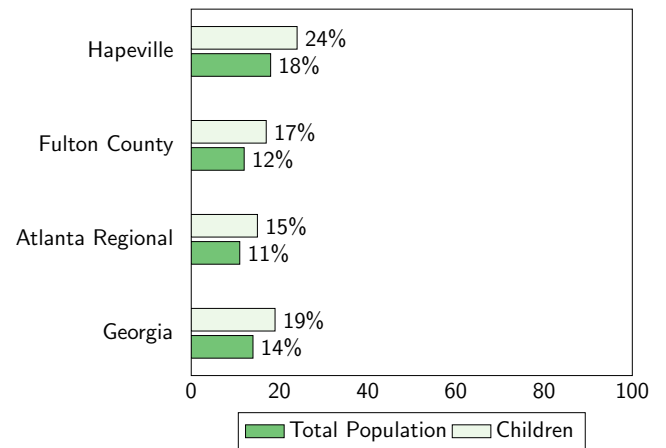 Hapeville
24%
18%
Fulton County
17%
12%
Atlanta Regional
15%
11%
Georgia
19%
14%
0 20 40 60 80 100
Total Population Children